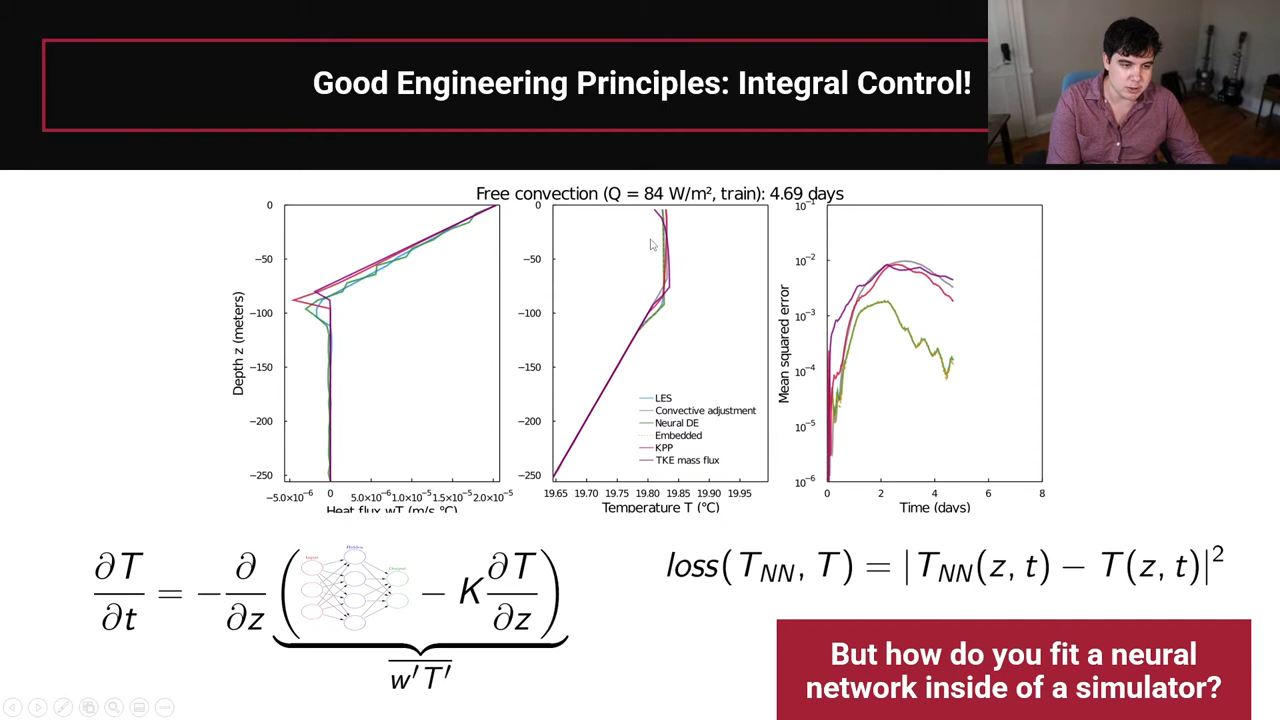 Good Engineering Principles: Integral Control!
Free convection (Q = 84 W/m², train): 4.69 days
Depth z (meters)
0
−50
−100
−150
−200
−250
−5.0×10⁻⁶ 0 5.0×10⁻⁶ 1.0×10⁻⁵ 1.5×10⁻⁵ 2.0×10⁻⁵
Heat flux wT (m/s °C)
0
−50
−100
−150
−200
−250
LES
Convective adjustment
Neural DE
Embedded
KPP
TKE mass flux
19.65 19.70 19.75 19.80 19.85 19.90 19.95
Temperature T (°C)
Mean squared error
10⁻¹
10⁻²
10⁻³
10⁻⁴
10⁻⁵
10⁻⁶
0 2 4 6 8
Time (days)
∂T/∂t = −∂/∂z ( Input Hidden Output − K ∂T/∂z )
w′T′
loss(T_NN, T) = |T_NN(z, t) − T(z, t)|²
But how do you fit a neural
network inside of a simulator?